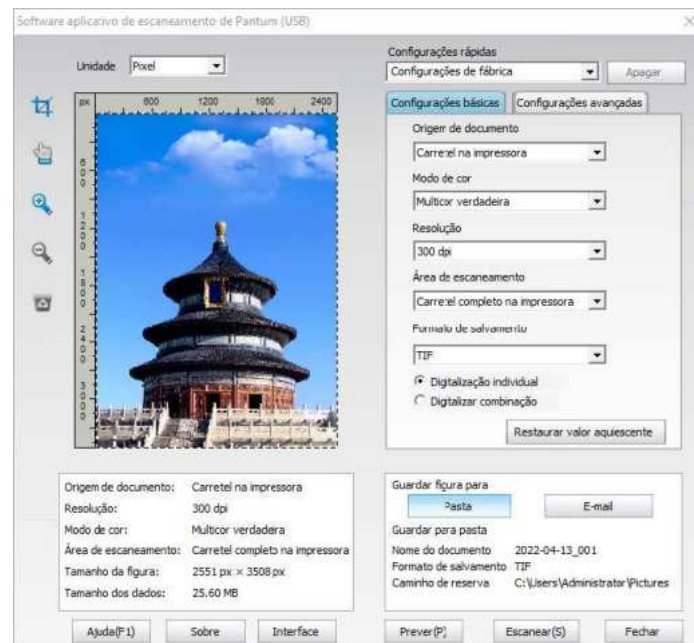 Software aplicativo de escaneamento de Pantum (USB)
Unidade Pixel
px 600 1200 1800 2400
600
1200
1800
2400
3000
Configurações rápidas
Configurações de fábrica Apagar
Configurações básicas Configurações avançadas
Origem de documento
Carretel na impressora
Modo de cor
Multicor verdadeira
Resolução
300 dpi
Área de escaneamento
Carretel completo na impressora
Formato de salvamento
TIF
Digitalização individual
Digitalizar combinação
Restaurar valor aquiescente
Origem de documento: Carretel na impressora
Resolução: 300 dpi
Modo de cor: Multicor verdadeira
Área de escaneamento: Carretel completo na impressora
Tamanho da figura: 2551 px × 3508 px
Tamanho dos dados: 25.60 MB
Guardar figura para
Pasta E-mail
Guardar para pasta
Nome do documento 2022-04-13_001
Formato de salvamento TIF
Caminho de reserva C:\Users\Administrator\Pictures
Ajuda(F1) Sobre Interface Prever(P) Escanear(S) Fechar